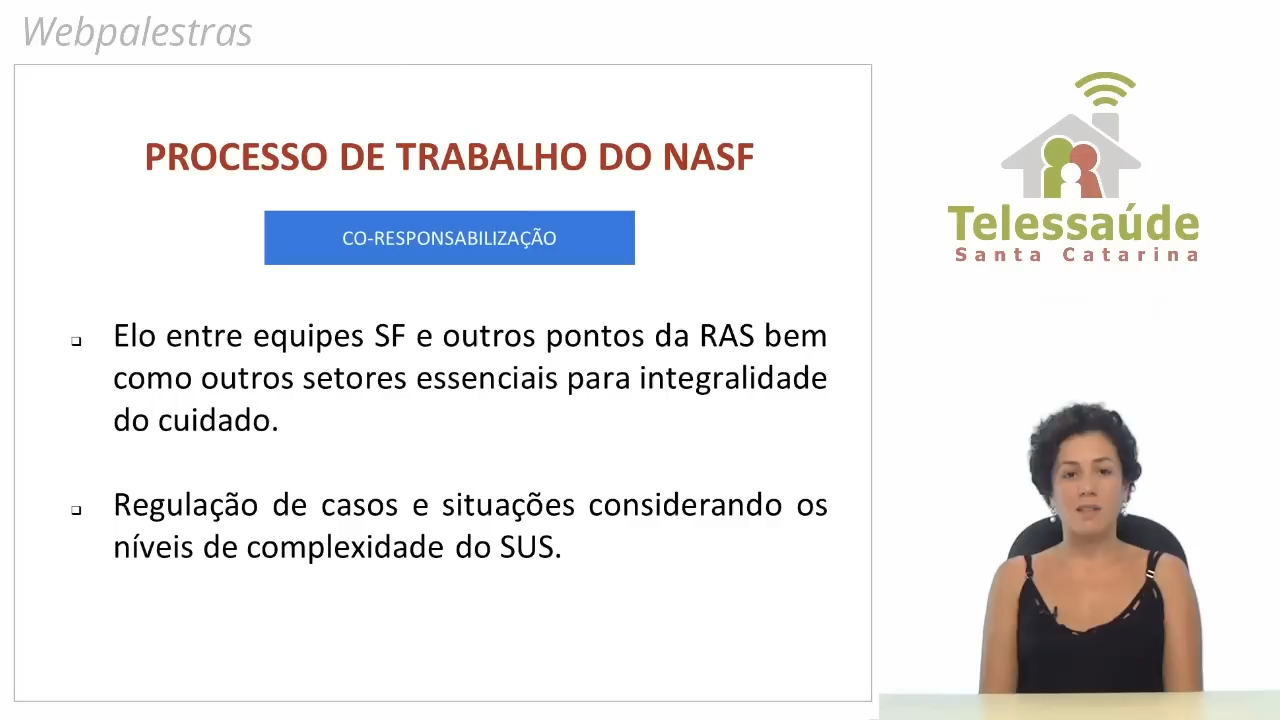 Webpalestras
PROCESSO DE TRABALHO DO NASF
CO-RESPONSABILIZAÇÃO
❑ Elo entre equipes SF e outros pontos da RAS bem
como outros setores essenciais para integralidade
do cuidado.
❑ Regulação de casos e situações considerando os
níveis de complexidade do SUS.
Telessaúde
Santa Catarina